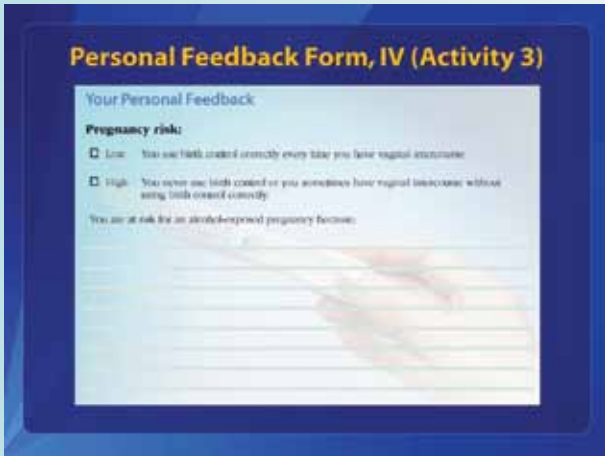 Personal Feedback Form, IV (Activity 3)
Your Personal Feedback
Pregnancy risk:
Low You use birth control correctly every time you have vaginal intercourse.
High You never use birth control or you sometimes have vaginal intercourse without
using birth control correctly.
You are at risk for an alcohol-exposed pregnancy because: